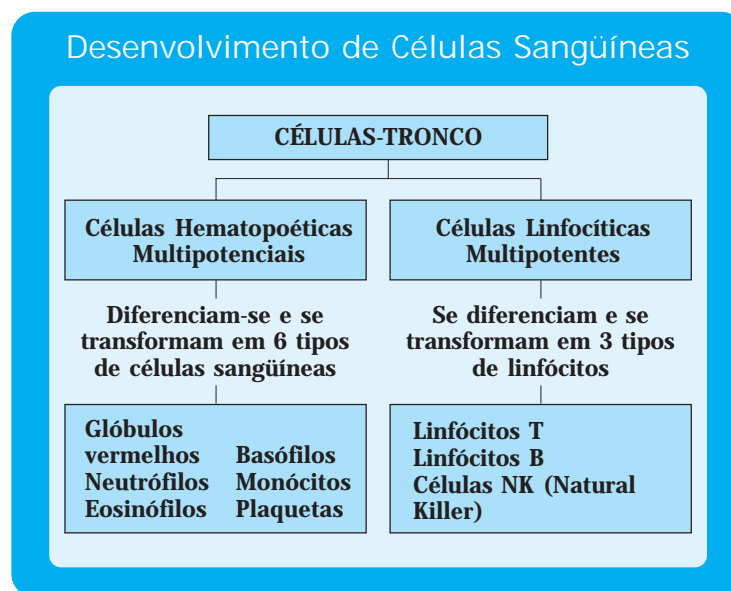 Desenvolvimento de Células Sangüíneas
CÉLULAS-TRONCO
Células Hematopoéticas
Multipotenciais
Diferenciam-se e se
transformam em 6 tipos
de células sangüíneas
Glóbulos
vermelhos
Neutrófilos
Eosinófilos
Basófilos
Monócitos
Plaquetas
Células Linfocíticas
Multipotentes
Se diferenciam e se
transformam em 3 tipos
de linfócitos
Linfócitos T
Linfócitos B
Células NK (Natural
Killer)